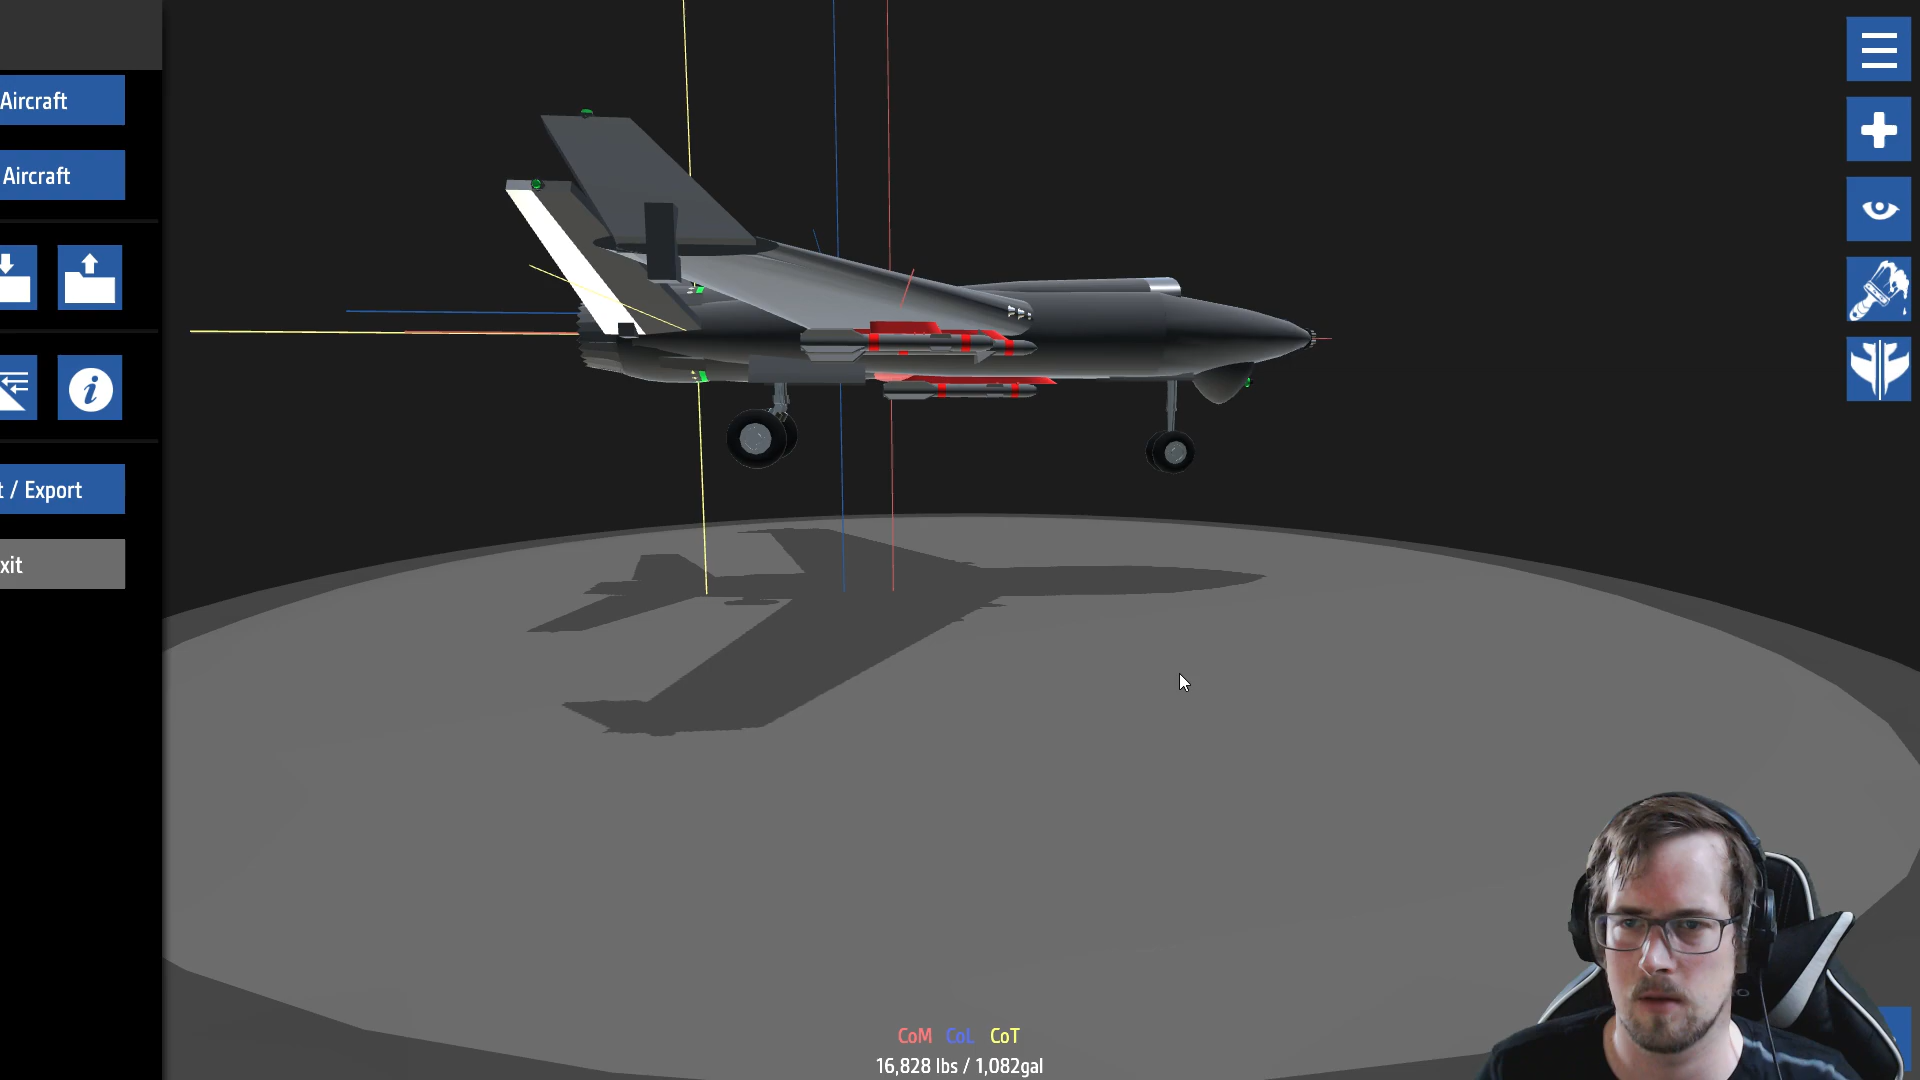 Aircraft
Aircraft
t / Export
xit
CoM CoL CoT
16,828 lbs / 1,082gal